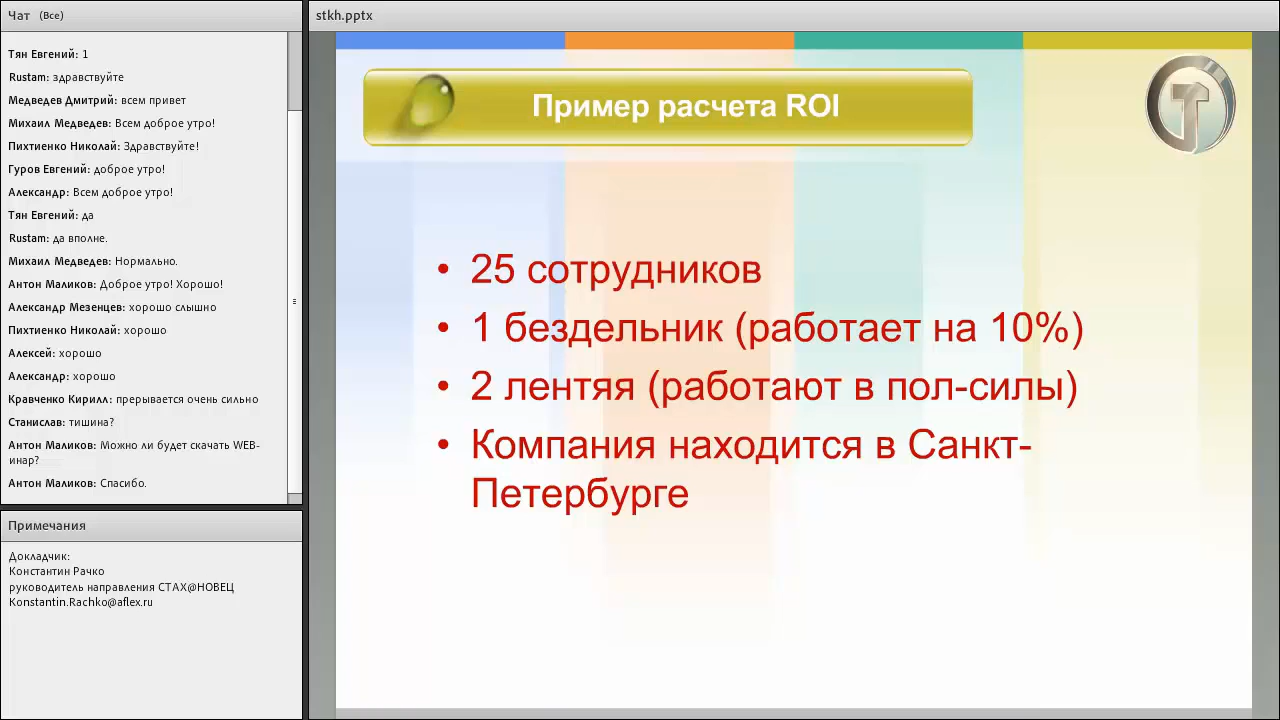 Чат (Все)
Тян Евгений: 1
Rustam: здравствуйте
Медведев Дмитрий: всем привет
Михаил Медведев: Всем доброе утро!
Пихтиенко Николай: Здравствуйте!
Гуров Евгений: доброе утро!
Александр: Всем доброе утро!
Тян Евгений: да
Rustam: да вполне.
Михаил Медведев: Нормально.
Антон Маликов: Доброе утро! Хорошо!
Александр Мезенцев: хорошо слышно
Пихтиенко Николай: хорошо
Алексей: хорошо
Александр: хорошо
Кравченко Кирилл: прерывается очень сильно
Станислав: тишина?
Антон Маликов: Можно ли будет скачать WEB-
инар?
Антон Маликов: Спасибо.
Примечания
Докладчик:
Константин Рачко
руководитель направления СТАХ@НОВЕЦ
Konstantin.Rachko@aflex.ru
stkh.pptx
Пример расчета ROI
Т
• 25 сотрудников
• 1 бездельник (работает на 10%)
• 2 лентяя (работают в пол-силы)
• Компания находится в Санкт-
Петербурге